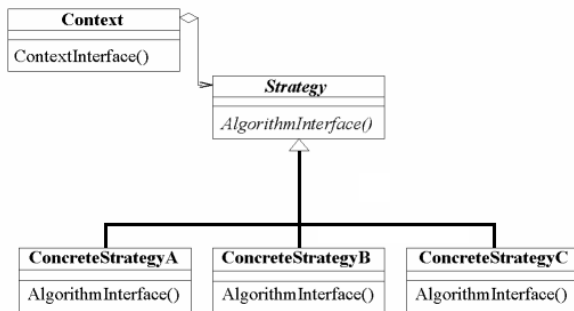 Context
ContextInterface()
Strategy
AlgorithmInterface()
ConcreteStrategyA
AlgorithmInterface()
ConcreteStrategyB
AlgorithmInterface()
ConcreteStrategyC
AlgorithmInterface()